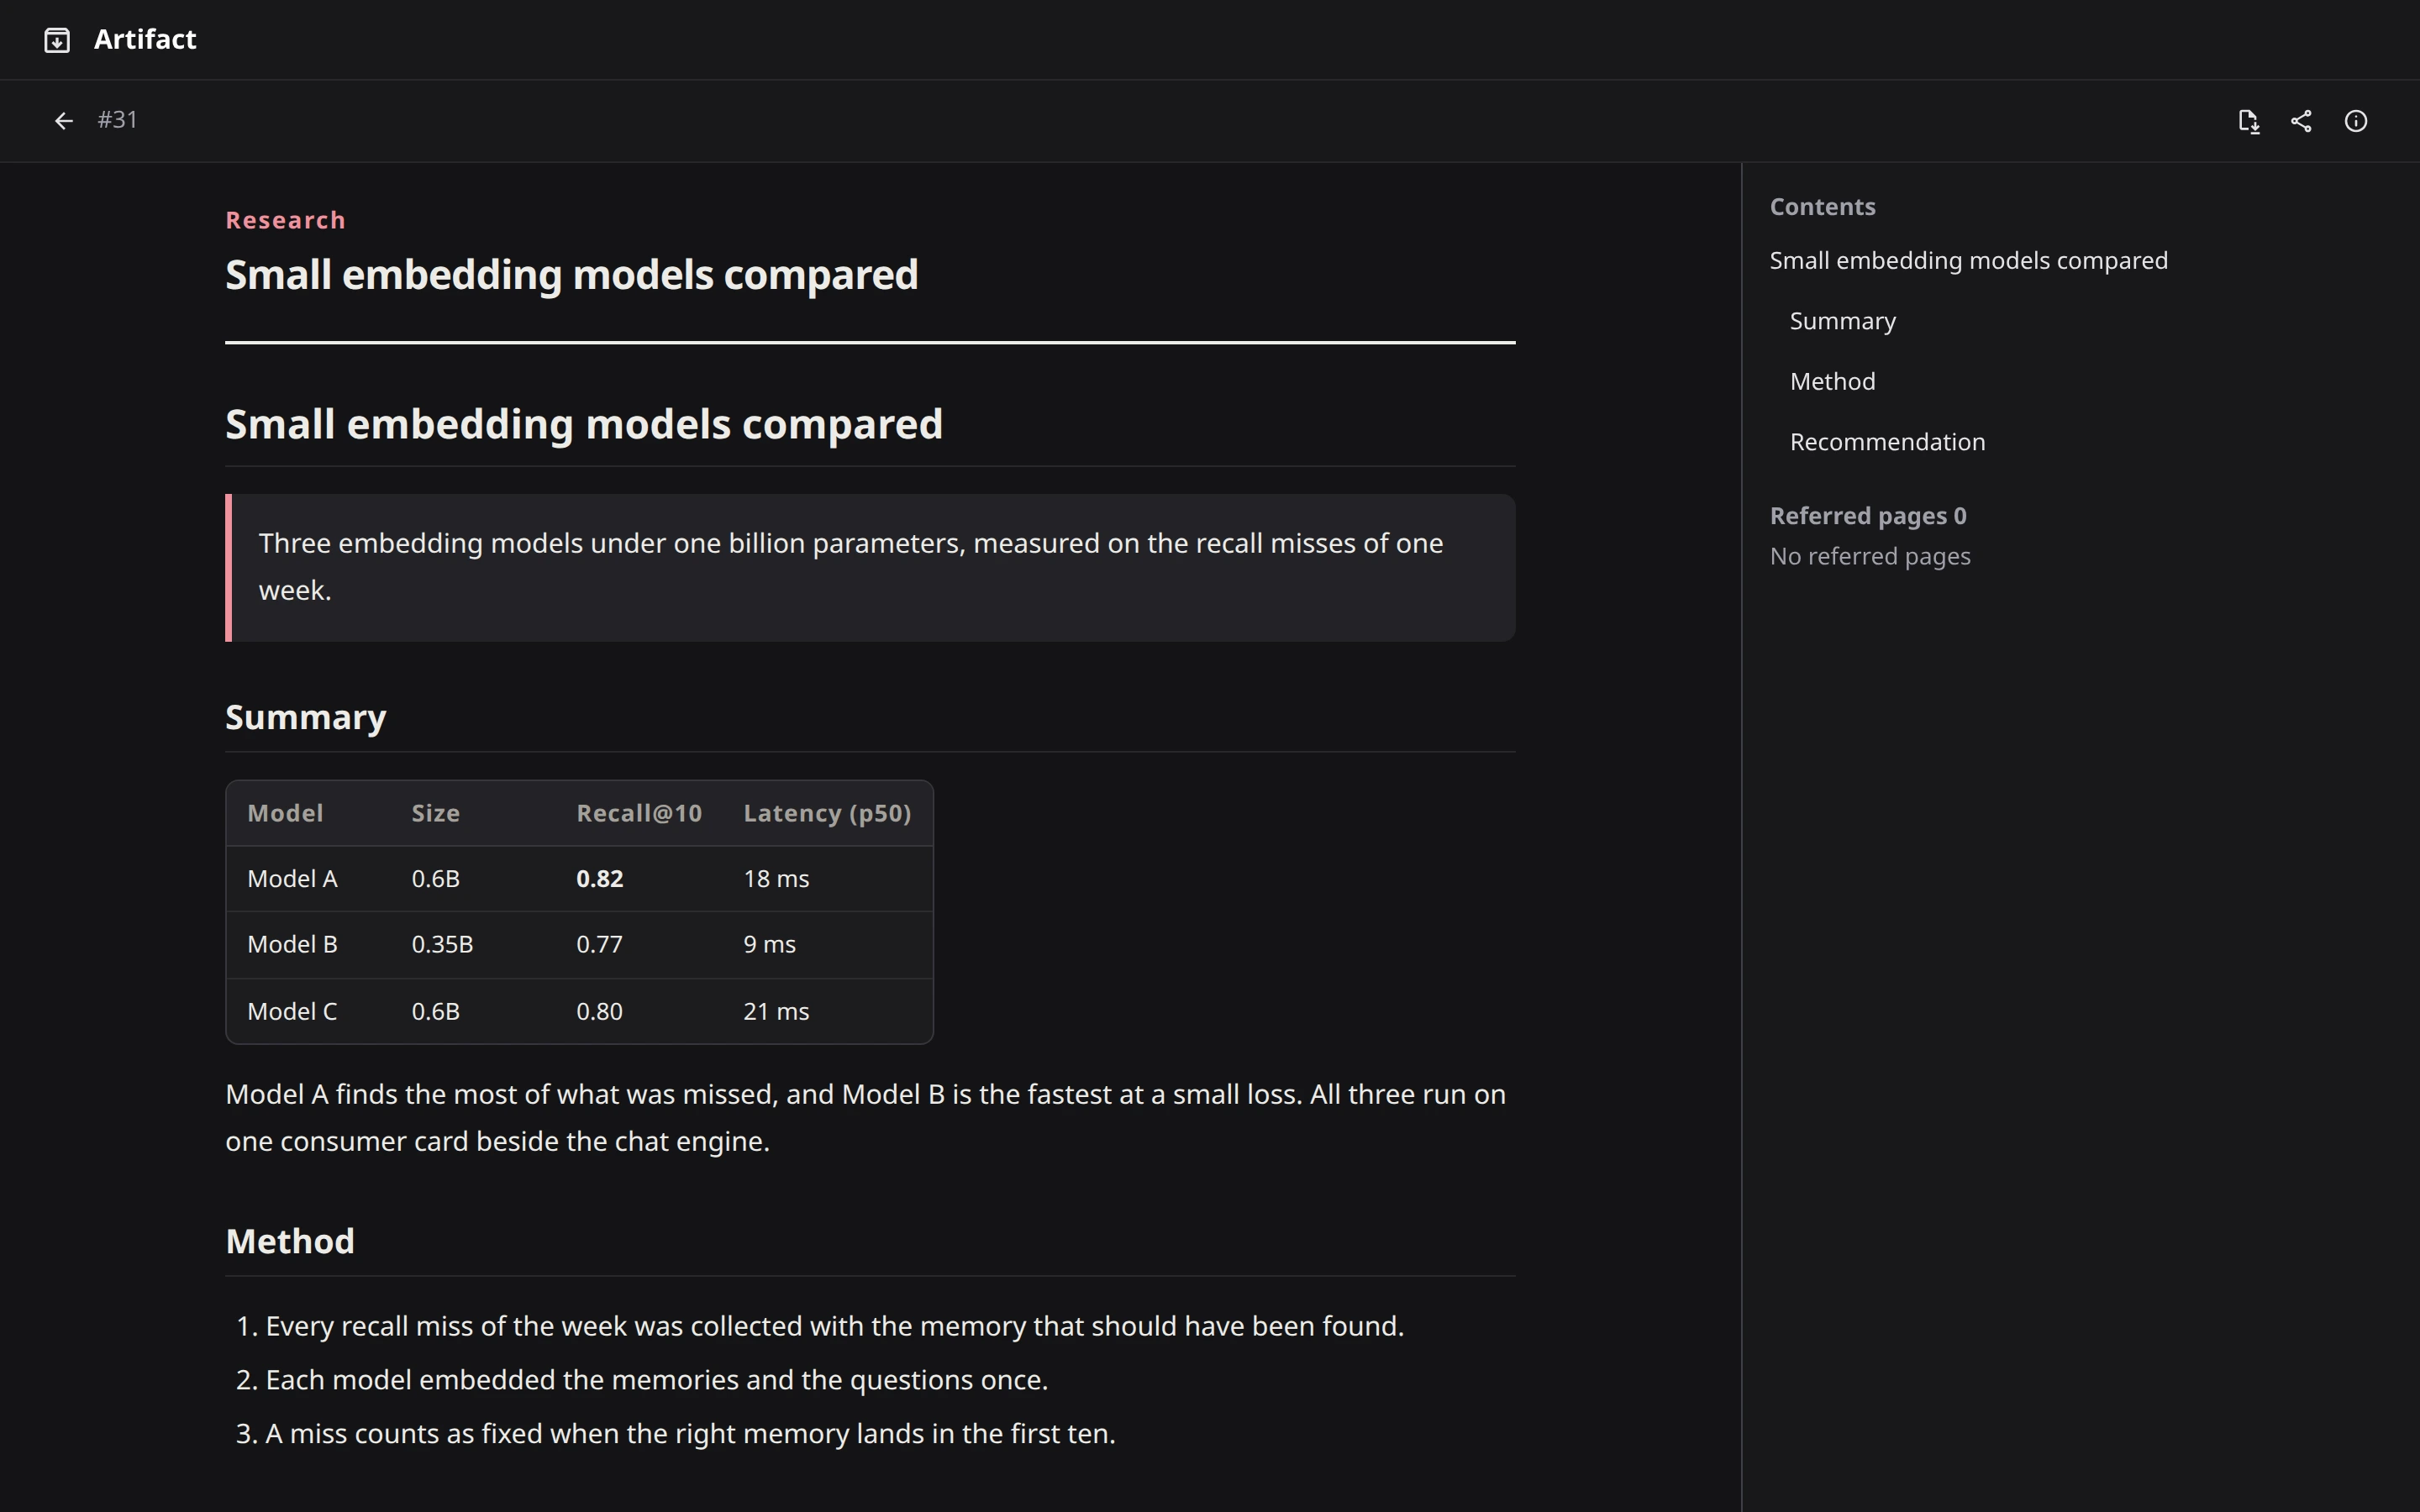 Artifact
#31
Research
Small embedding models compared
Small embedding models compared
Three embedding models under one billion parameters, measured on the recall misses of one
week.
Summary
Model Size Recall@10 Latency (p50)
Model A 0.6B 0.82 18 ms
Model B 0.35B 0.77 9 ms
Model C 0.6B 0.80 21 ms
Model A finds the most of what was missed, and Model B is the fastest at a small loss. All three run on
one consumer card beside the chat engine.
Method
1. Every recall miss of the week was collected with the memory that should have been found.
2. Each model embedded the memories and the questions once.
3. A miss counts as fixed when the right memory lands in the first ten.
Contents
Small embedding models compared
Summary
Method
Recommendation
Referred pages 0
No referred pages